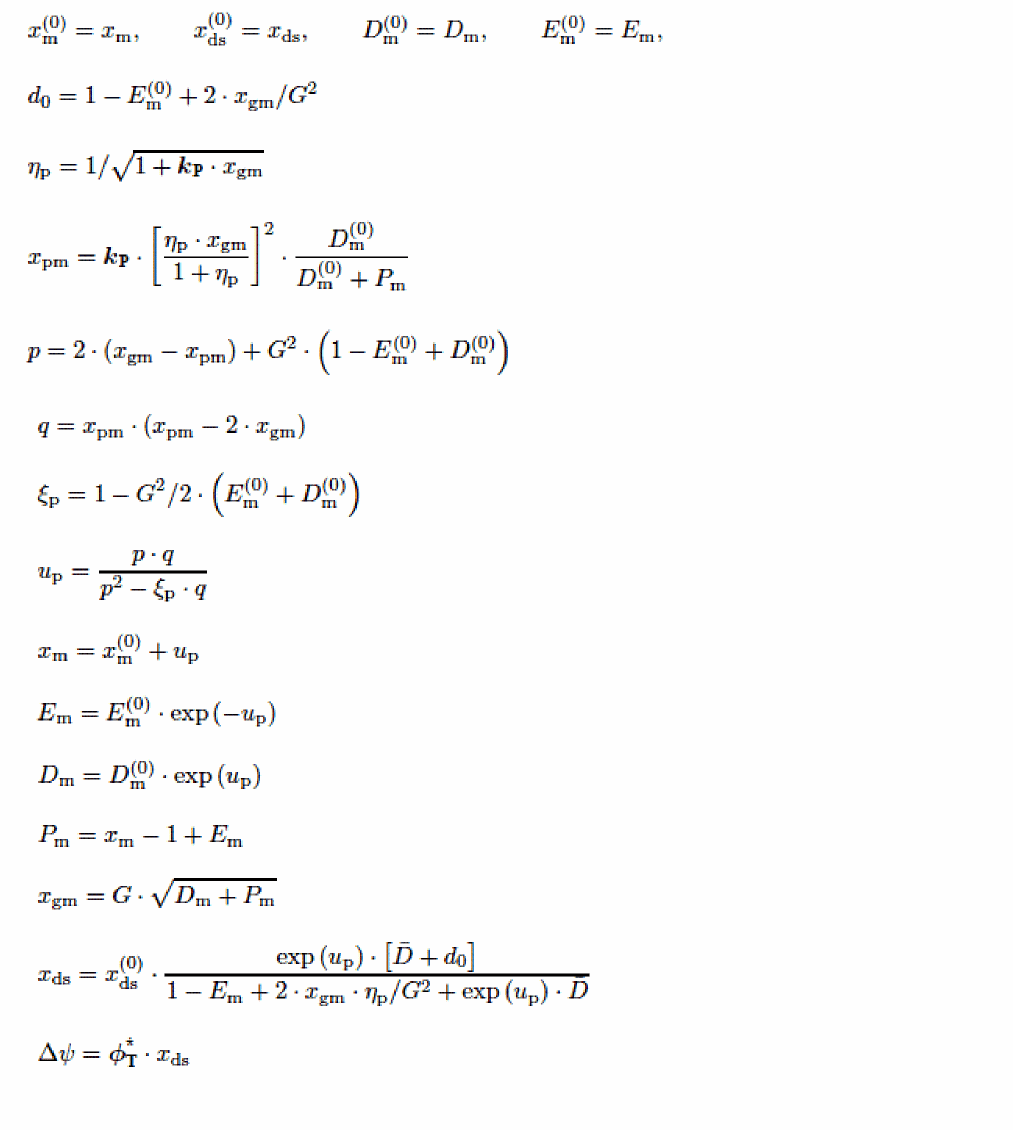 $x_{\mathrm{m}}^{(0)} = x_{\mathrm{m}}, \quad x_{\mathrm{ds}}^{(0)} = x_{\mathrm{ds}}, \quad D_{\mathrm{m}}^{(0)} = D_{\mathrm{m}}, \quad E_{\mathrm{m}}^{(0)} = E_{\mathrm{m}},$
$d_0 = 1 - E_{\mathrm{m}}^{(0)} + 2 \cdot x_{\mathrm{gm}} / G^2$
$\eta_{\mathrm{p}} = 1 / \sqrt{1 + \boldsymbol{k}_{\mathbf{P}} \cdot x_{\mathrm{gm}}}$
$x_{\mathrm{pm}} = \boldsymbol{k}_{\mathbf{P}} \cdot \left[ \frac{\eta_{\mathrm{p}} \cdot x_{\mathrm{gm}}}{1 + \eta_{\mathrm{p}}} \right]^2 \cdot \frac{D_{\mathrm{m}}^{(0)}}{D_{\mathrm{m}}^{(0)} + P_{\mathrm{m}}}$
$p = 2 \cdot (x_{\mathrm{gm}} - x_{\mathrm{pm}}) + G^2 \cdot \left( 1 - E_{\mathrm{m}}^{(0)} + D_{\mathrm{m}}^{(0)} \right)$
$q = x_{\mathrm{pm}} \cdot (x_{\mathrm{pm}} - 2 \cdot x_{\mathrm{gm}})$
$\xi_{\mathrm{p}} = 1 - G^2 / 2 \cdot \left( E_{\mathrm{m}}^{(0)} + D_{\mathrm{m}}^{(0)} \right)$
$u_{\mathrm{p}} = \frac{p \cdot q}{p^2 - \xi_{\mathrm{p}} \cdot q}$
$x_{\mathrm{m}} = x_{\mathrm{m}}^{(0)} + u_{\mathrm{p}}$
$E_{\mathrm{m}} = E_{\mathrm{m}}^{(0)} \cdot \exp(-u_{\mathrm{p}})$
$D_{\mathrm{m}} = D_{\mathrm{m}}^{(0)} \cdot \exp(u_{\mathrm{p}})$
$P_{\mathrm{m}} = x_{\mathrm{m}} - 1 + E_{\mathrm{m}}$
$x_{\mathrm{gm}} = G \cdot \sqrt{D_{\mathrm{m}} + P_{\mathrm{m}}}$
$x_{\mathrm{ds}} = x_{\mathrm{ds}}^{(0)} \cdot \frac{\exp(u_{\mathrm{p}}) \cdot [\bar{D} + d_0]}{1 - E_{\mathrm{m}} + 2 \cdot x_{\mathrm{gm}} \cdot \eta_{\mathrm{p}} / G^2 + \exp(u_{\mathrm{p}}) \cdot \bar{D}}$
$\Delta\psi = \phi_{\mathbf{T}}^{*} \cdot x_{\mathrm{ds}}$